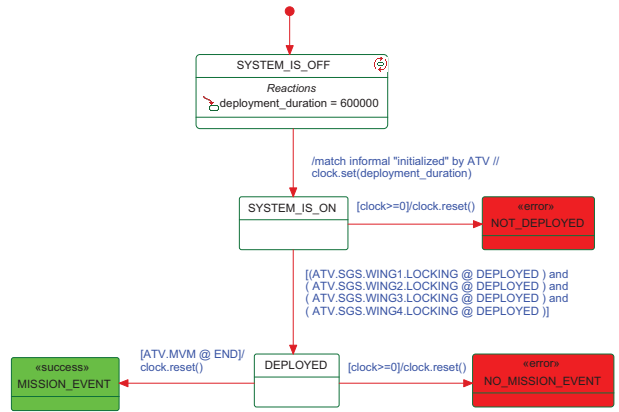 SYSTEM_IS_OFF
Reactions
deployment_duration = 600000
/match informal "initialized" by ATV //
clock.set(deployment_duration)
SYSTEM_IS_ON
[clock>=0]/clock.reset()
«error»
NOT_DEPLOYED
[(ATV.SGS.WING1.LOCKING @ DEPLOYED ) and
( ATV.SGS.WING2.LOCKING @ DEPLOYED ) and
( ATV.SGS.WING3.LOCKING @ DEPLOYED ) and
( ATV.SGS.WING4.LOCKING @ DEPLOYED )]
«success»
MISSION_EVENT
[ATV.MVM @ END]/
clock.reset()
DEPLOYED
[clock>=0]/clock.reset()
«error»
NO_MISSION_EVENT